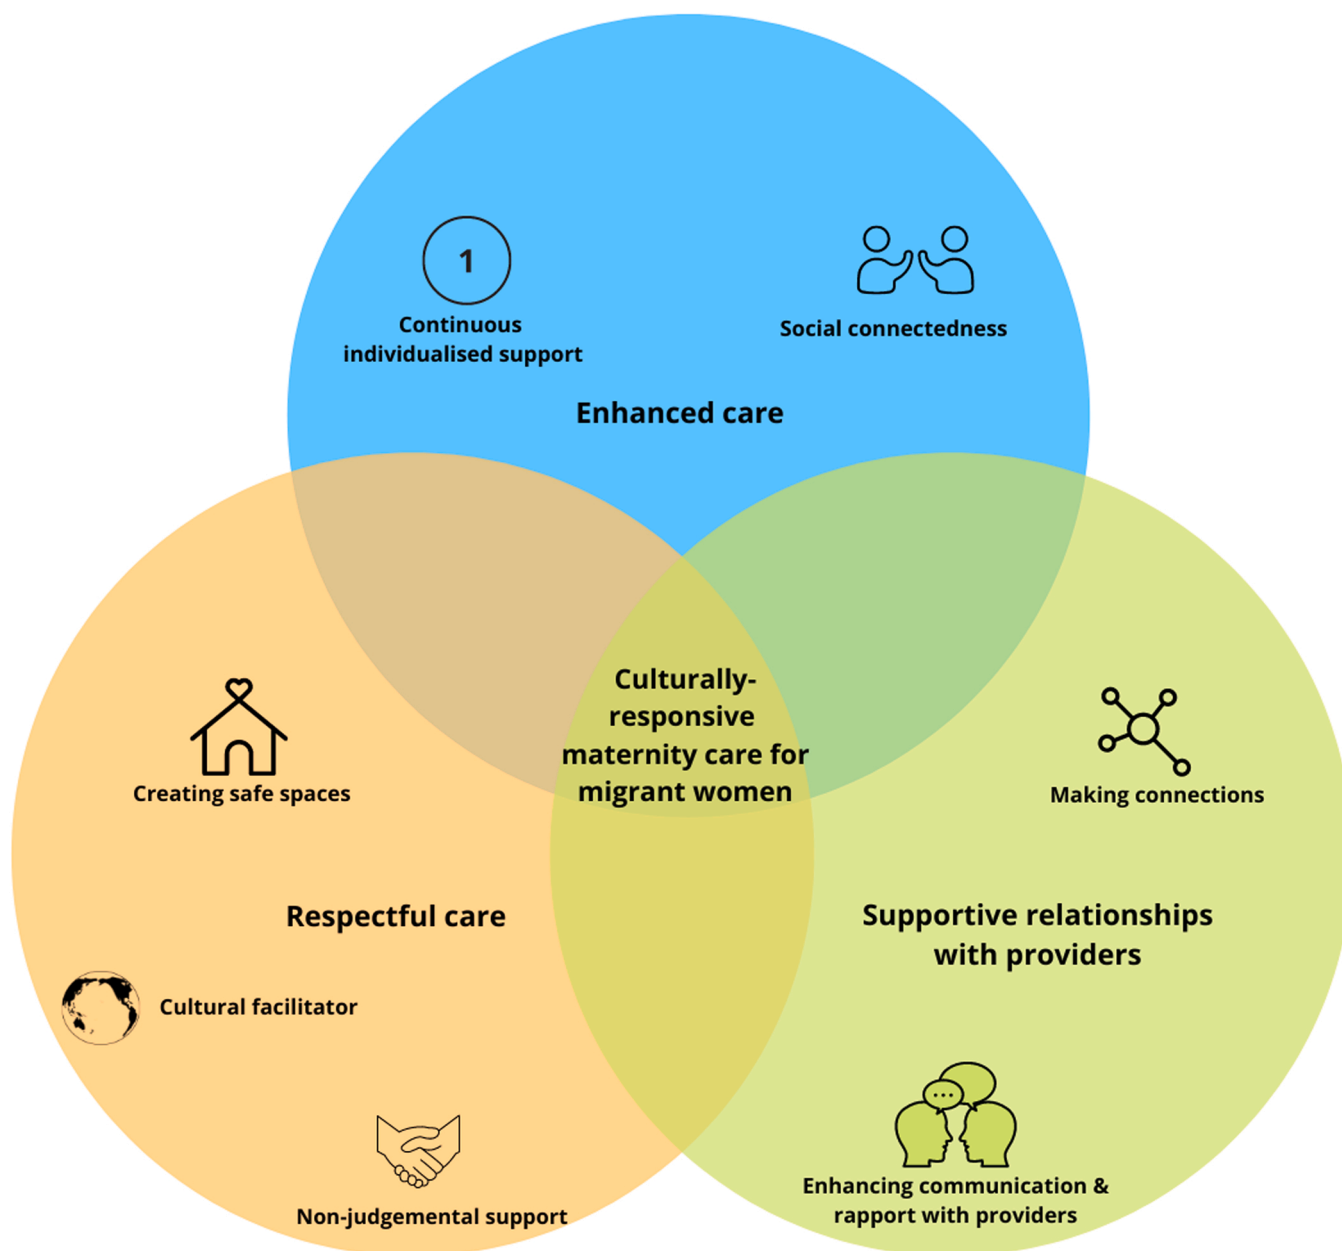 1
Continuous
individualised support
Social connectedness
Enhanced care
Culturally-
responsive
maternity care for
migrant women
Creating safe spaces
Respectful care
Cultural facilitator
Non-judgemental support
Making connections
Supportive relationships
with providers
Enhancing communication &
rapport with providers